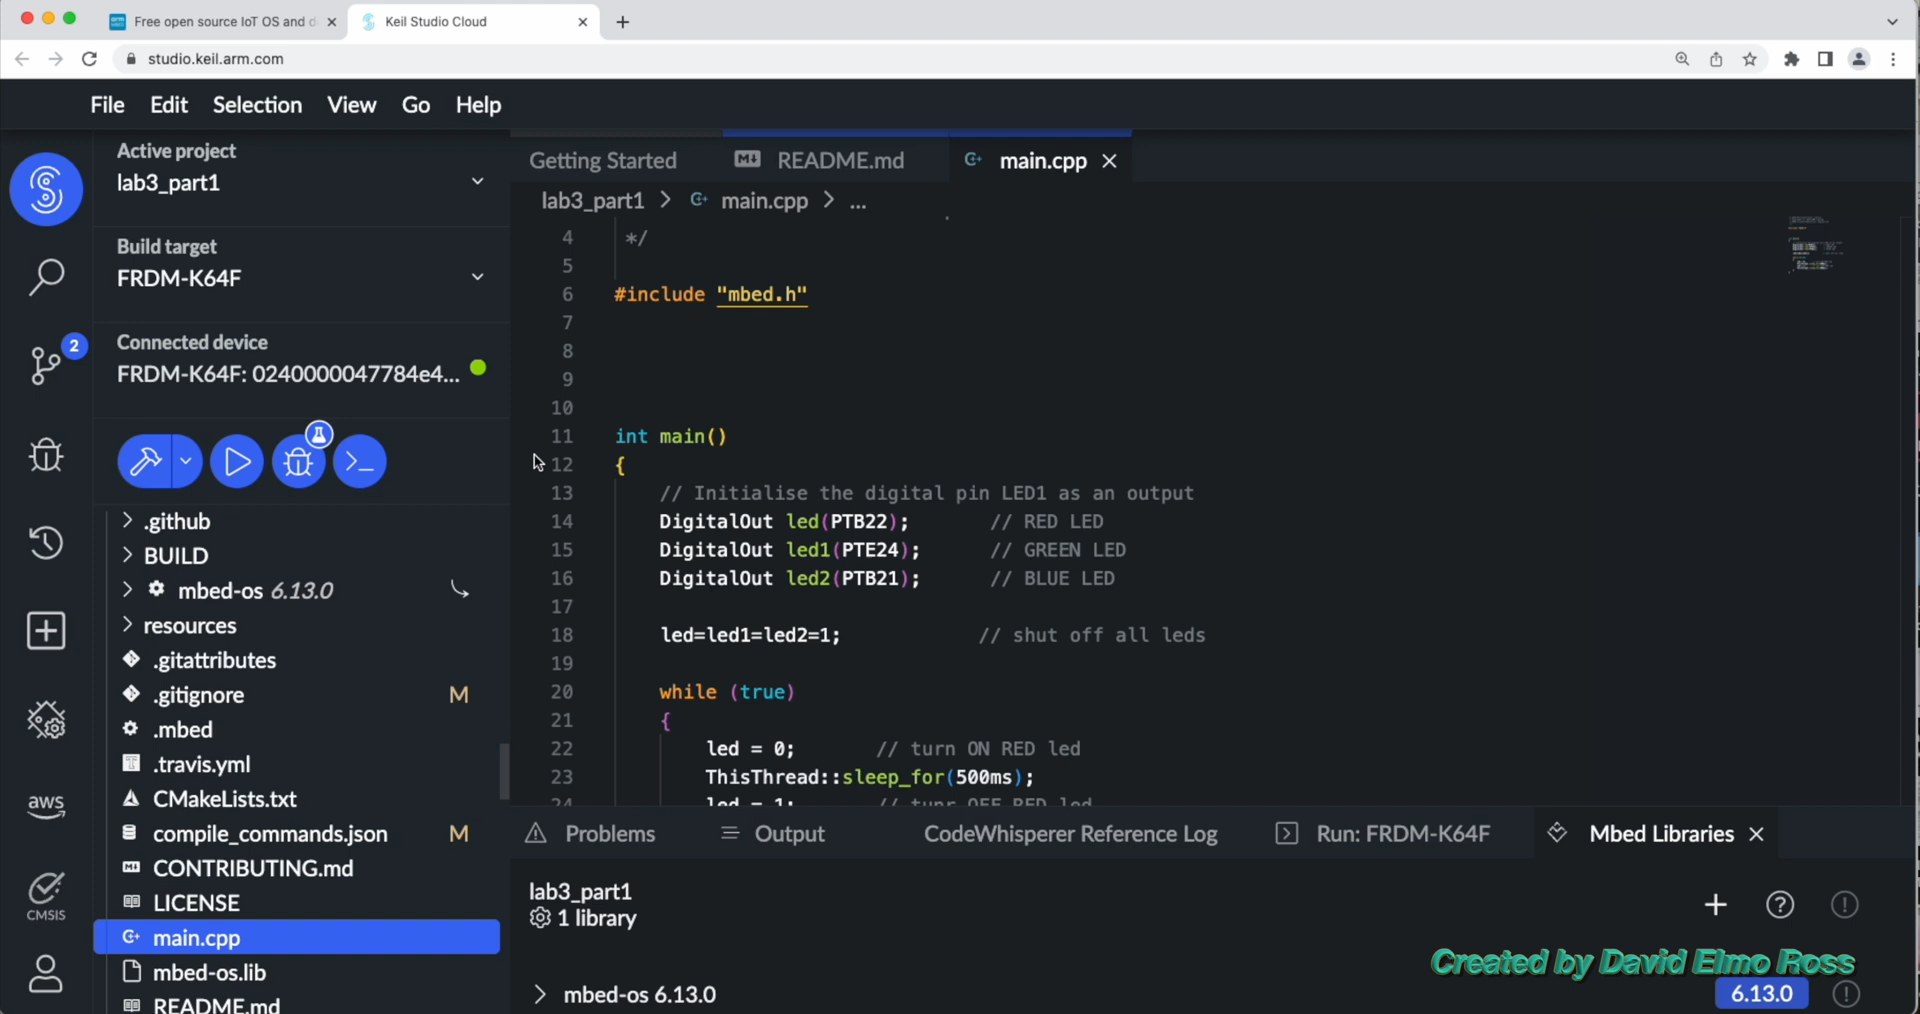 Free open source IoT OS and d
Keil Studio Cloud
studio.keil.arm.com
File Edit Selection View Go Help
Active project
lab3_part1
Build target
FRDM-K64F
Connected device
FRDM-K64F: 0240000047784e4...
2
.github
BUILD
mbed-os 6.13.0
resources
.gitattributes
.gitignore M
.mbed
.travis.yml
CMakeLists.txt
compile_commands.json M
CONTRIBUTING.md
LICENSE
main.cpp
mbed-os.lib
README.md
aws
CMSIS
Getting Started README.md main.cpp
lab3_part1 > main.cpp > ...
4 */
5
6 #include "mbed.h"
7
8
9
10
11 int main()
12 {
13 // Initialise the digital pin LED1 as an output
14 DigitalOut led(PTB22); // RED LED
15 DigitalOut led1(PTE24); // GREEN LED
16 DigitalOut led2(PTB21); // BLUE LED
17
18 led=led1=led2=1; // shut off all leds
19
20 while (true)
21 {
22 led = 0; // turn ON RED led
23 ThisThread::sleep_for(500ms);
24 led = 1; // tunr OFF RED led
Problems Output CodeWhisperer Reference Log Run: FRDM-K64F Mbed Libraries
lab3_part1
1 library
mbed-os 6.13.0
6.13.0
Created by David Elmo Ross